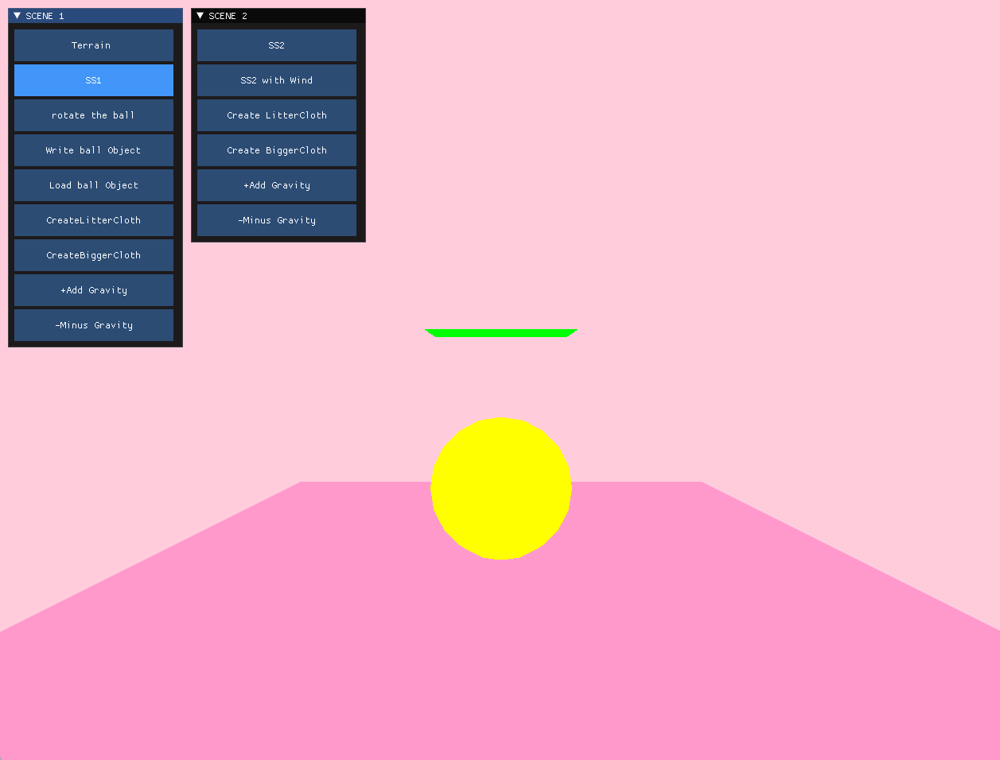 SCENE 1
Terrain
SS1
rotate the ball
Write ball Object
Load ball Object
CreateLitterCloth
CreateBiggerCloth
+Add Gravity
-Minus Gravity
SCENE 2
SS2
SS2 with Wind
Create LitterCloth
Create BiggerCloth
+Add Gravity
-Minus Gravity